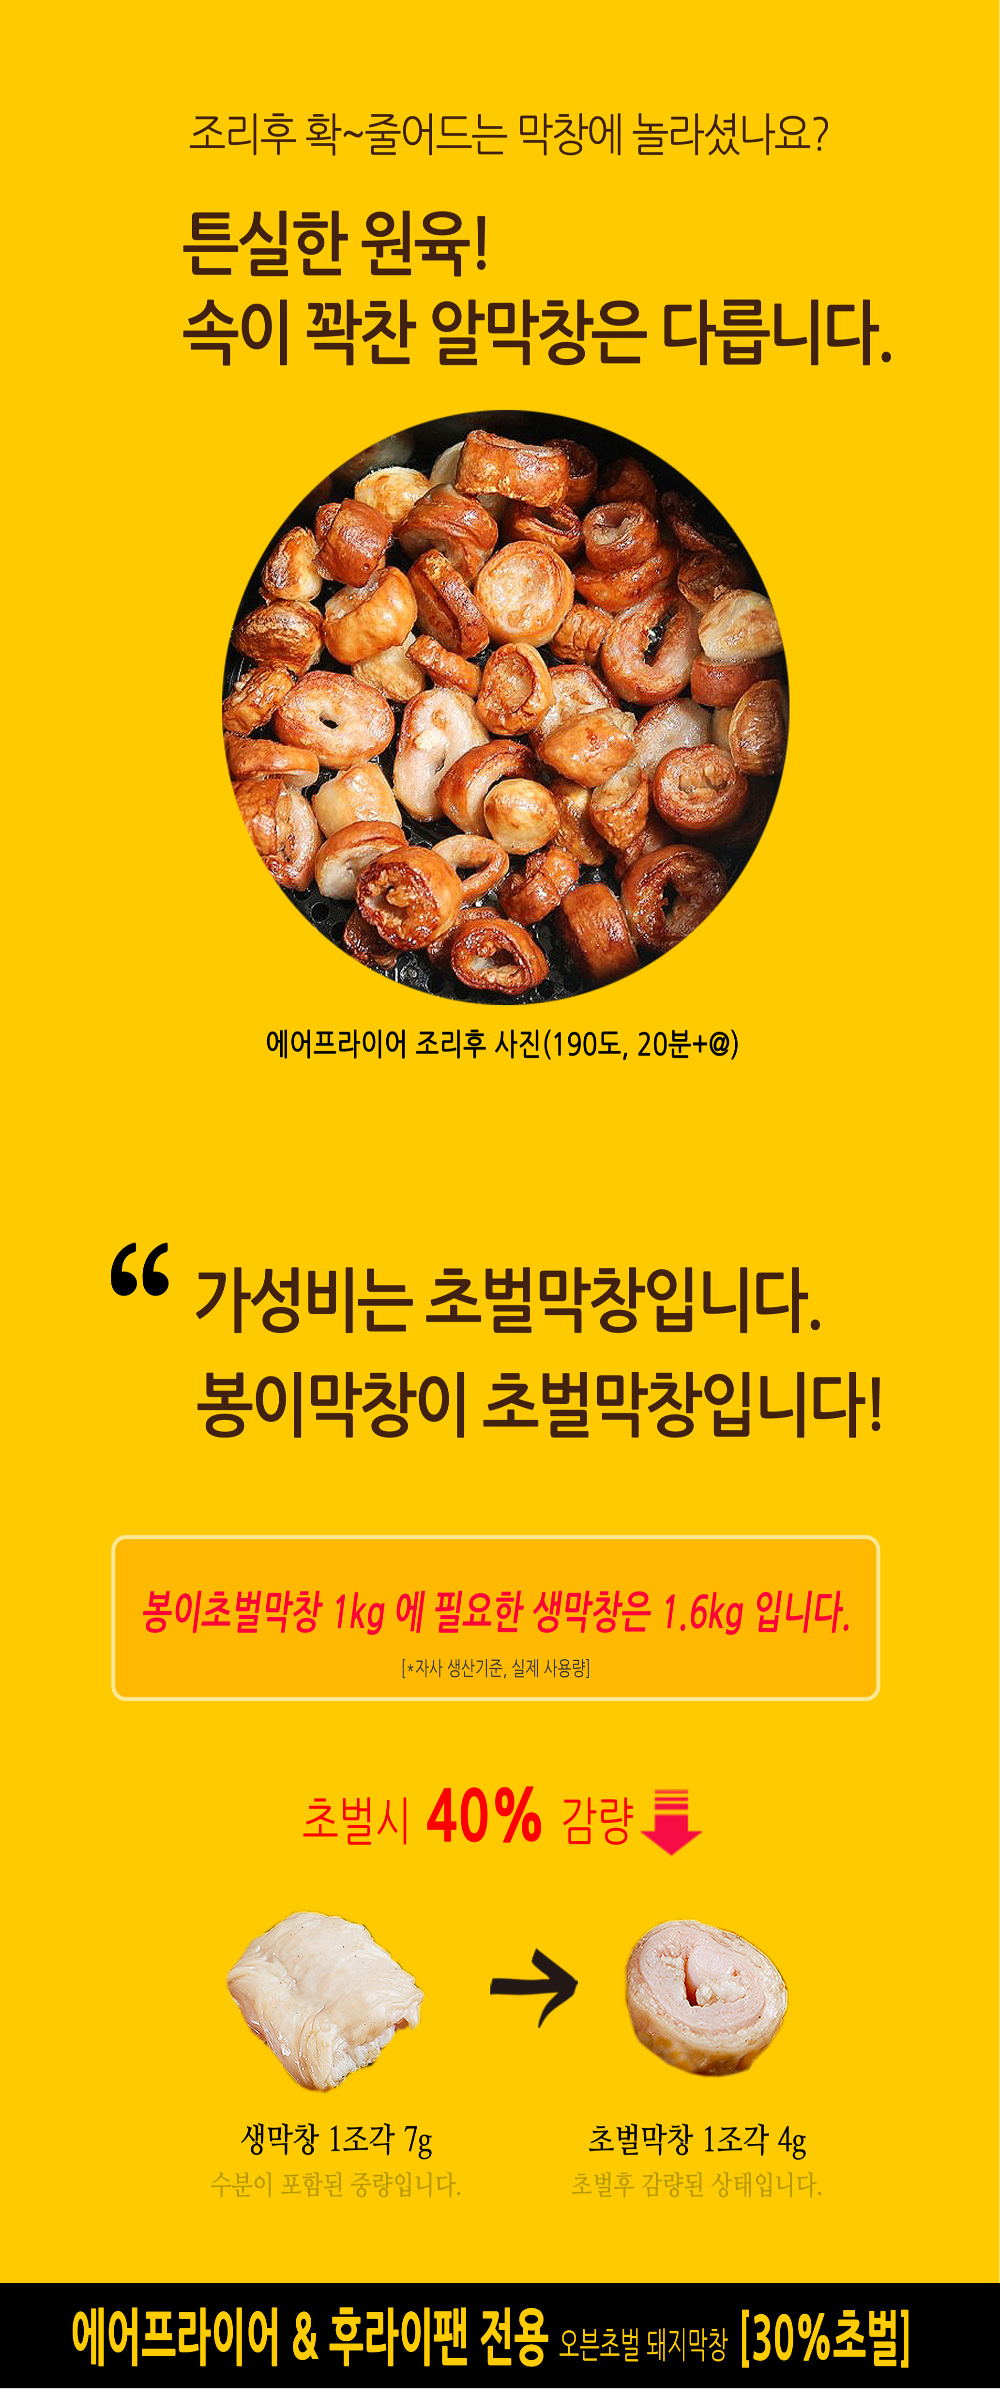 조리후 확~줄어드는 막창에 놀라셨나요?
튼실한 원육!
속이 꽉찬 알막창은 다릅니다.
에어프라이어 조리후 사진(190도, 20분+@)
“ 가성비는 초벌막창입니다.
봉이막창이 초벌막창입니다!
봉이초벌막창 1kg 에 필요한 생막창은 1.6kg 입니다.
[*자사 생산기준, 실제 사용량]
초벌시 40% 감량
생막창 1조각 7g
수분이 포함된 중량입니다.
초벌막창 1조각 4g
초벌후 감량된 상태입니다.
에어프라이어 & 후라이팬 전용 오븐초벌 돼지막창 [30%초벌]